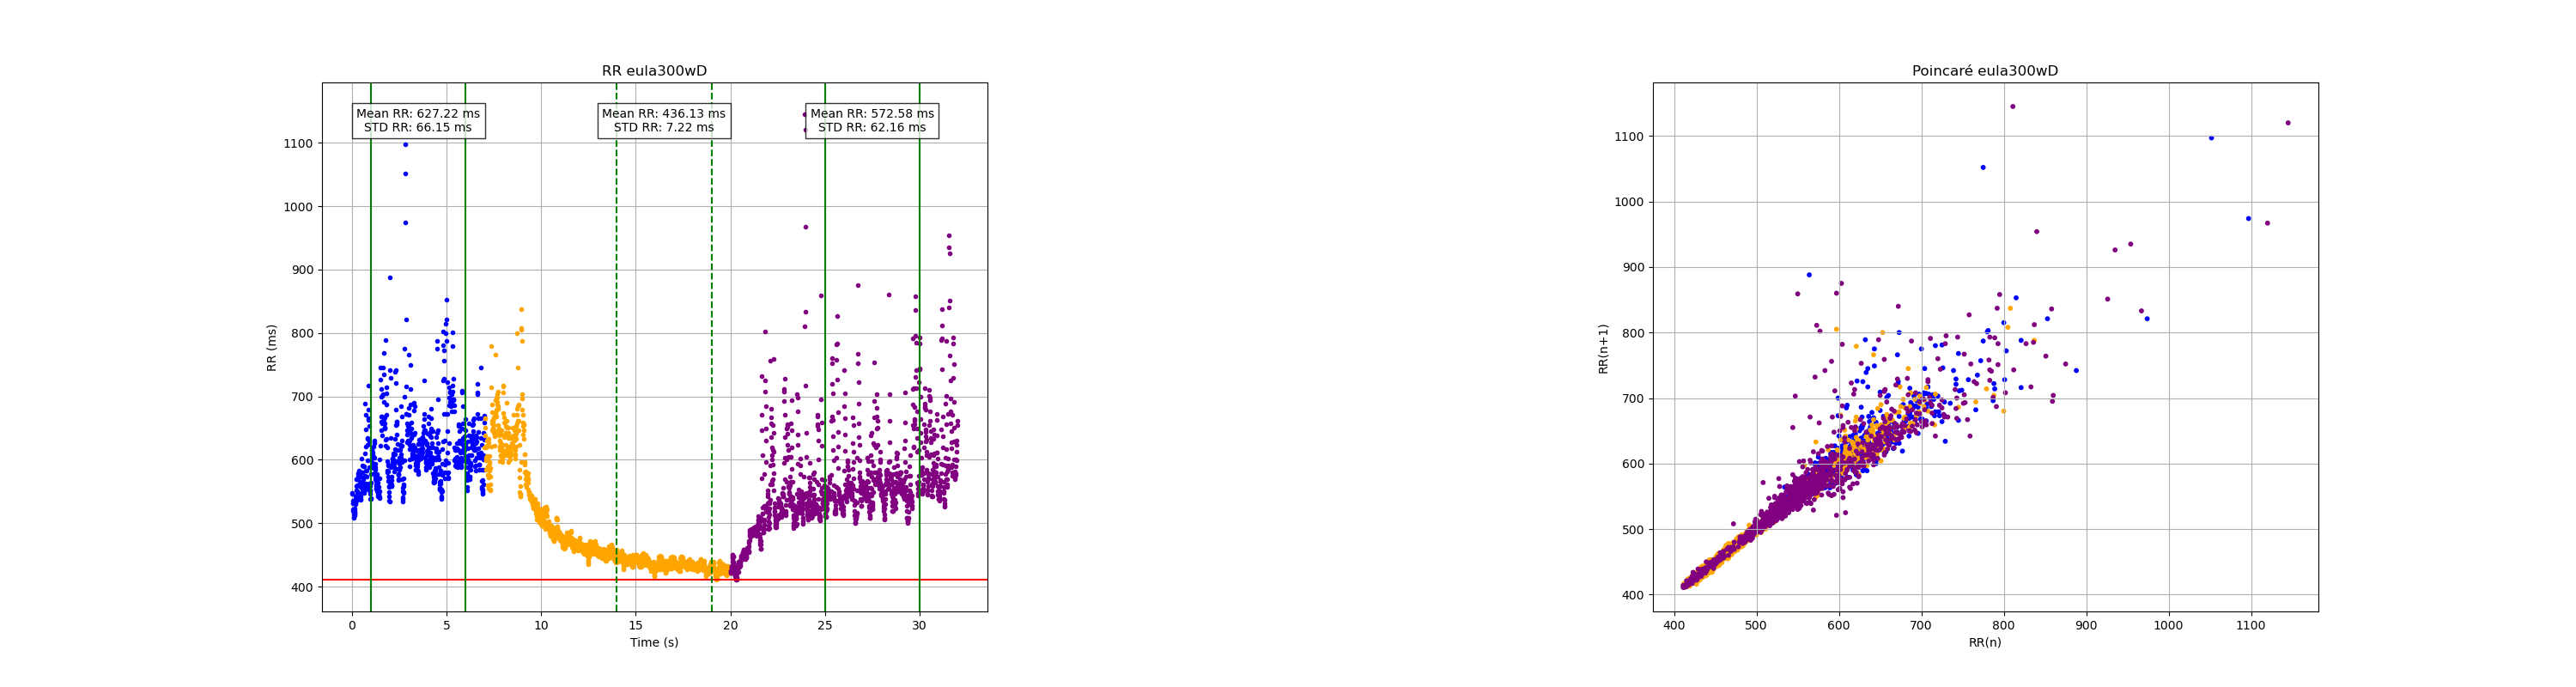 RR eula300wD
Mean RR: 627.22 ms
STD RR: 66.15 ms
Mean RR: 436.13 ms
STD RR: 7.22 ms
Mean RR: 572.58 ms
STD RR: 62.16 ms
RR (ms)
1100
1000
900
800
700
600
500
400
0 5 10 15 20 25 30
Time (s)
Poincaré eula300wD
RR(n+1)
1100
1000
900
800
700
600
500
400
400 500 600 700 800 900 1000 1100
RR(n)